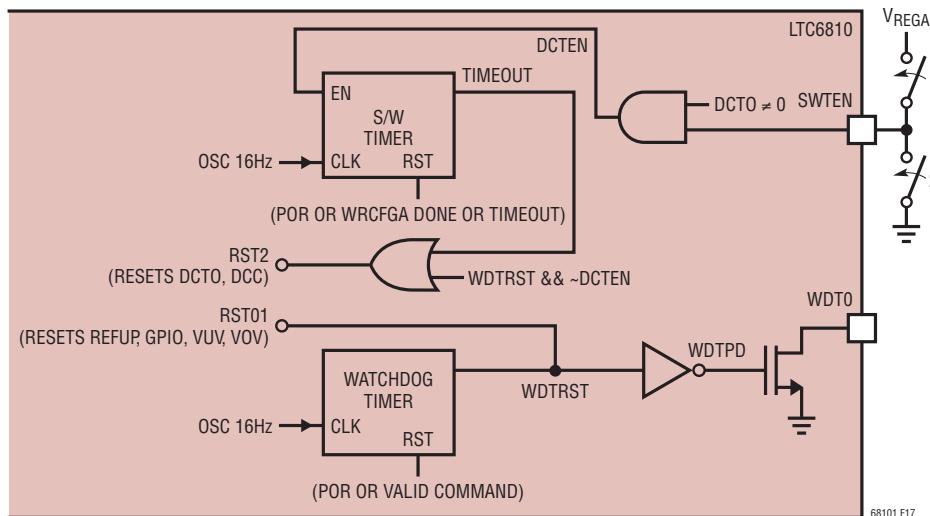 LTC6810
VREGA
DCTEN
TIMEOUT
EN
S/W
TIMER
DCTO ≠ 0
SWTEN
OSC 16Hz
CLK
RST
(POR OR WRCFGA DONE OR TIMEOUT)
RST2
(RESETS DCTO, DCC)
WDTRST && ~DCTEN
RST01
(RESETS REFUP, GPIO, VUV, VOV)
WDT0
WDTPD
WATCHDOG
TIMER
WDTRST
OSC 16Hz
CLK
RST
(POR OR VALID COMMAND)
68101 F17